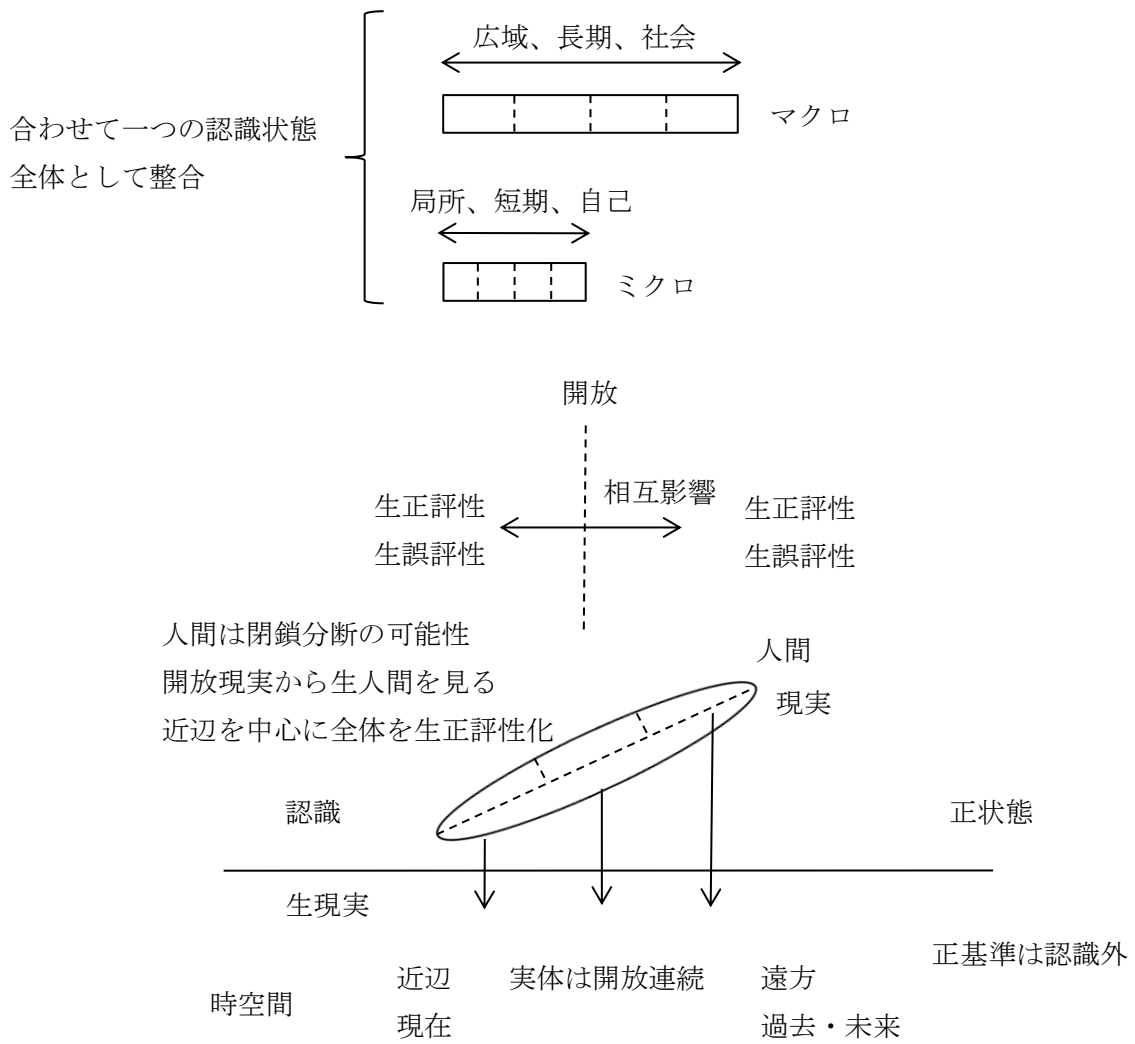 広域、長期、社会
マクロ
合わせて一つの認識状態
全体として整合
局所、短期、自己
ミクロ
開放
相互影響
生正評性
生誤評性
生正評性
生誤評性
人間は閉鎖分断の可能性
開放現実から生人間を見る
近辺を中心に全体を生正評性化
人間
現実
認識
正状態
生現実
正基準は認識外
時空間
近辺
現在
実体は開放連続
遠方
過去・未来